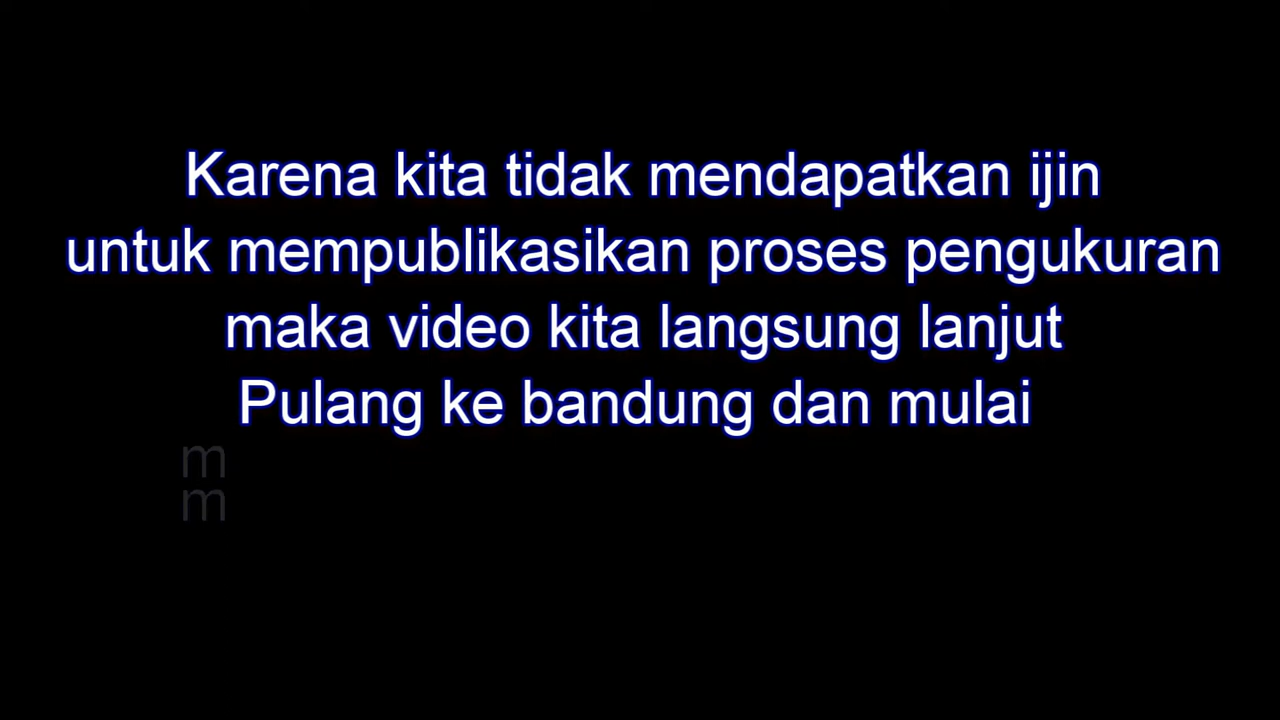 Karena kita tidak mendapatkan ijin
untuk mempublikasikan proses pengukuran
maka video kita langsung lanjut
Pulang ke bandung dan mulai
m
m